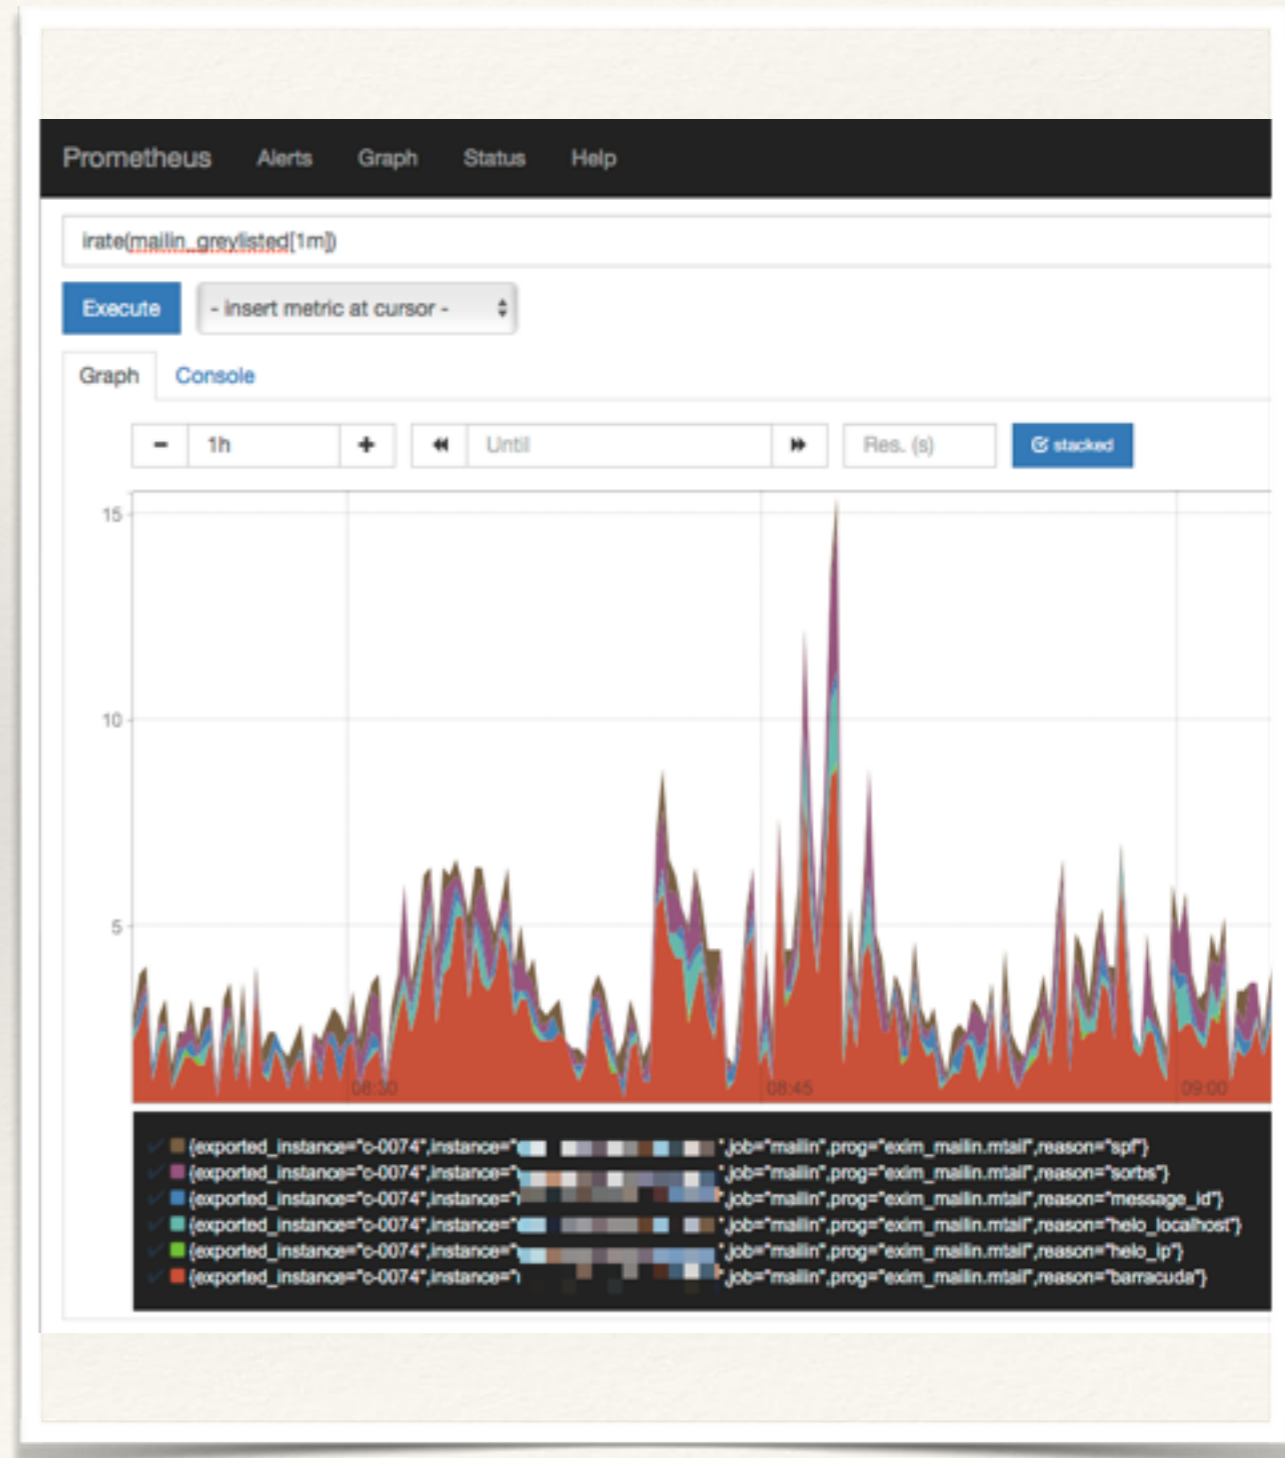 Prometheus Alerts Graph Status Help
irate(mailin_greylisted[1m])
Execute - insert metric at cursor -
Graph Console
1h Until Res. (s) stacked
15
10
5
08:30 08:45 09:00
{exported_instance="c-0074",instance=" ",job="mailin",prog="exim_mailin.mtail",reason="spf"}
{exported_instance="c-0074",instance=" ",job="mailin",prog="exim_mailin.mtail",reason="sorbs"}
{exported_instance="c-0074",instance=" ",job="mailin",prog="exim_mailin.mtail",reason="message_id"}
{exported_instance="c-0074",instance=" ",job="mailin",prog="exim_mailin.mtail",reason="helo_localhost"}
{exported_instance="c-0074",instance=" ",job="mailin",prog="exim_mailin.mtail",reason="helo_ip"}
{exported_instance="c-0074",instance=" ",job="mailin",prog="exim_mailin.mtail",reason="barracuda"}